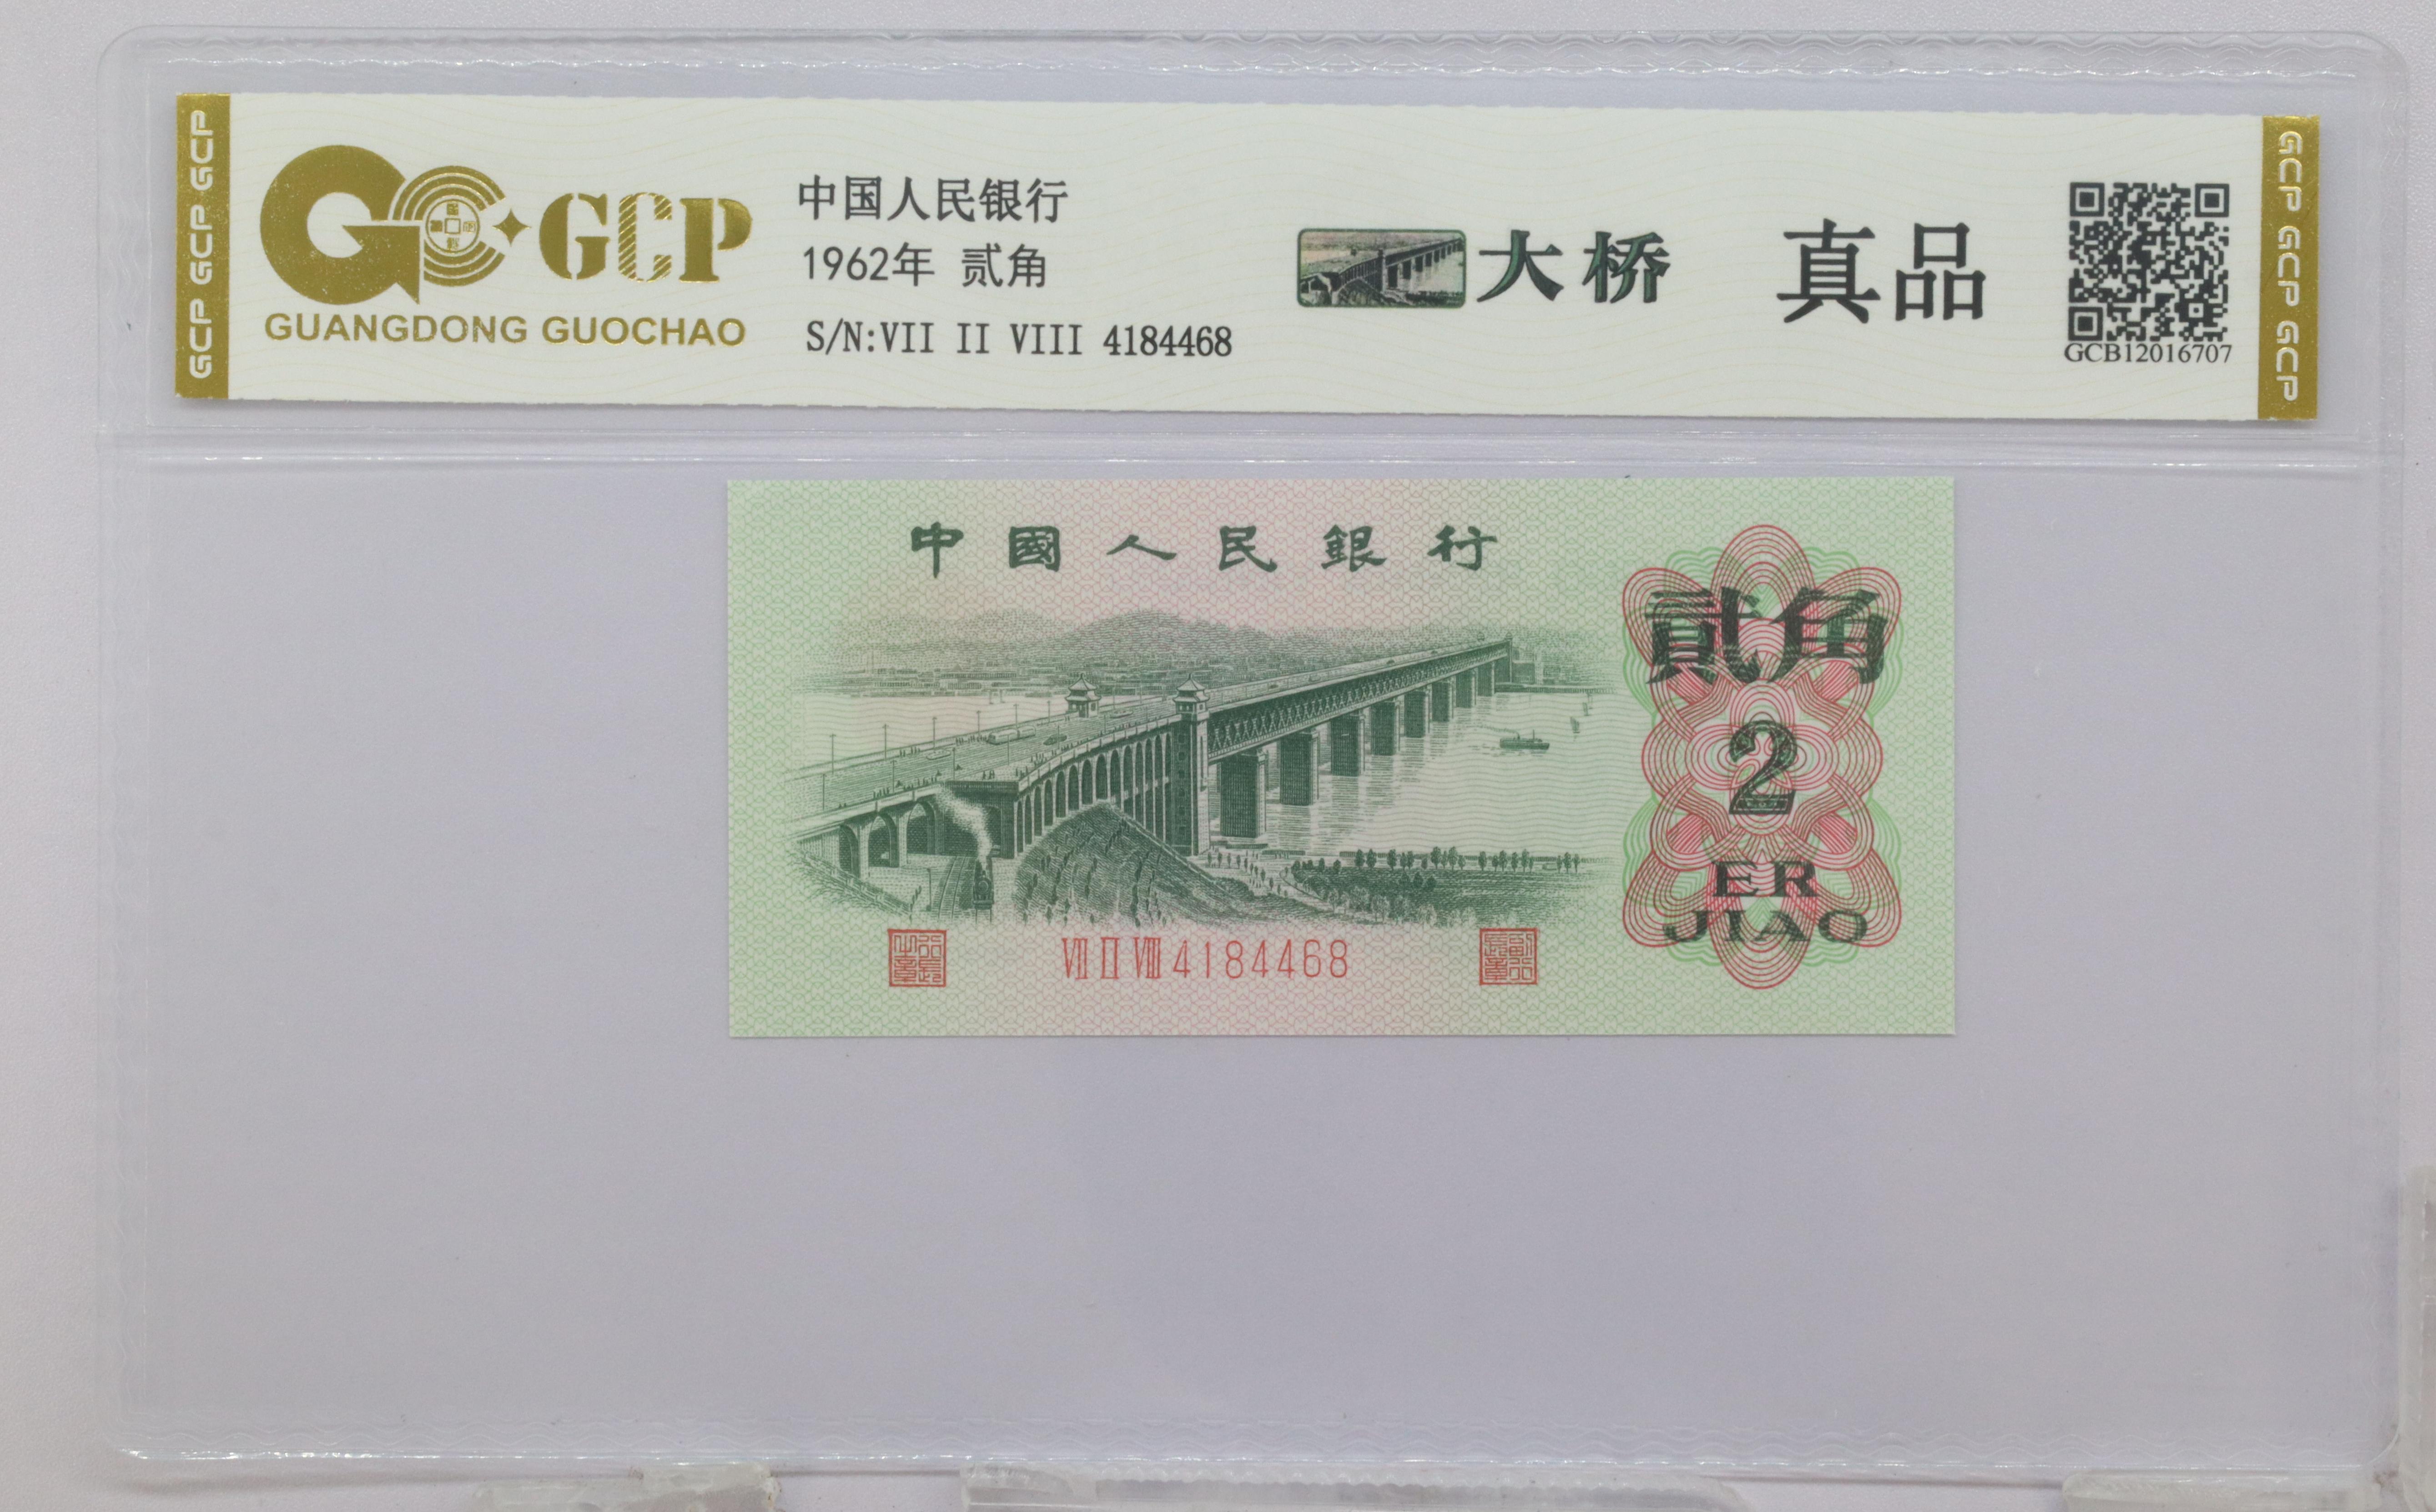 GCP GCP GCP
GCP
GUANGDONG GUOCHAO
中国人民银行
1962年 贰角
S/N:VII II VIII 4184468
大桥
真品
GCB12016707
GCP GCP GCP
中國人民銀行
貳角
2
ER
JIAO
VII II VIII 4184468